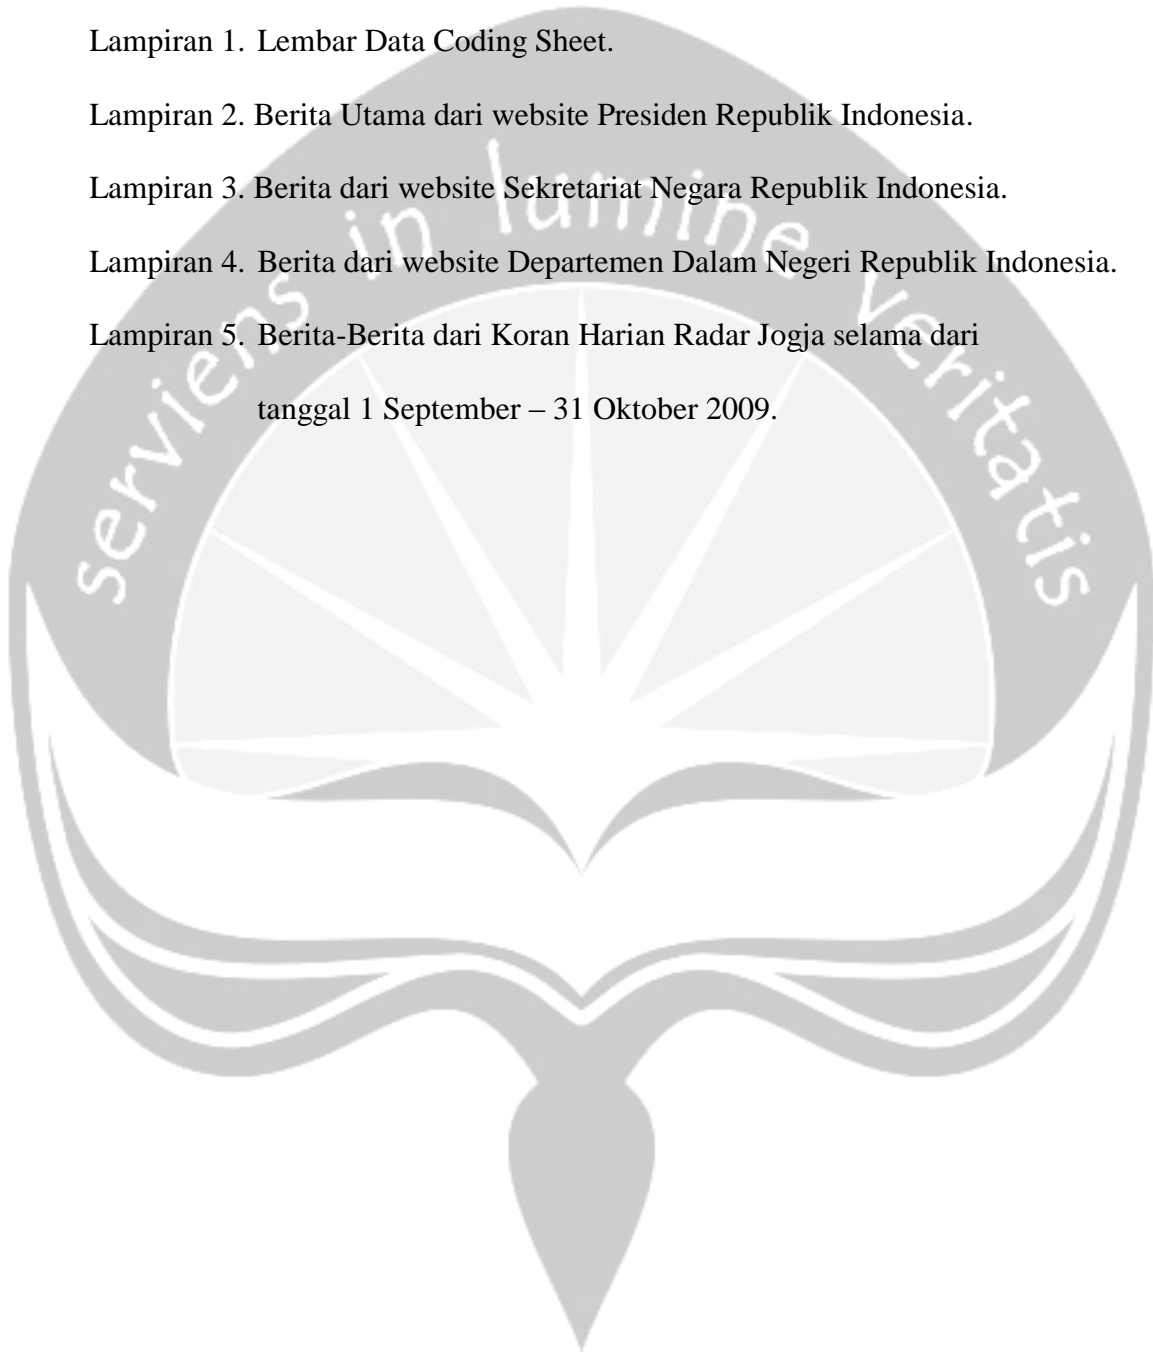 Lampiran 1. Lembar Data Coding Sheet.
Lampiran 2. Berita Utama dari website Presiden Republik Indonesia.
Lampiran 3. Berita dari website Sekretariat Negara Republik Indonesia.
Lampiran 4. Berita dari website Departemen Dalam Negeri Republik Indonesia.
Lampiran 5. Berita-Berita dari Koran Harian Radar Jogja selama dari
tanggal 1 September – 31 Oktober 2009.
serviens in lumine veritatis